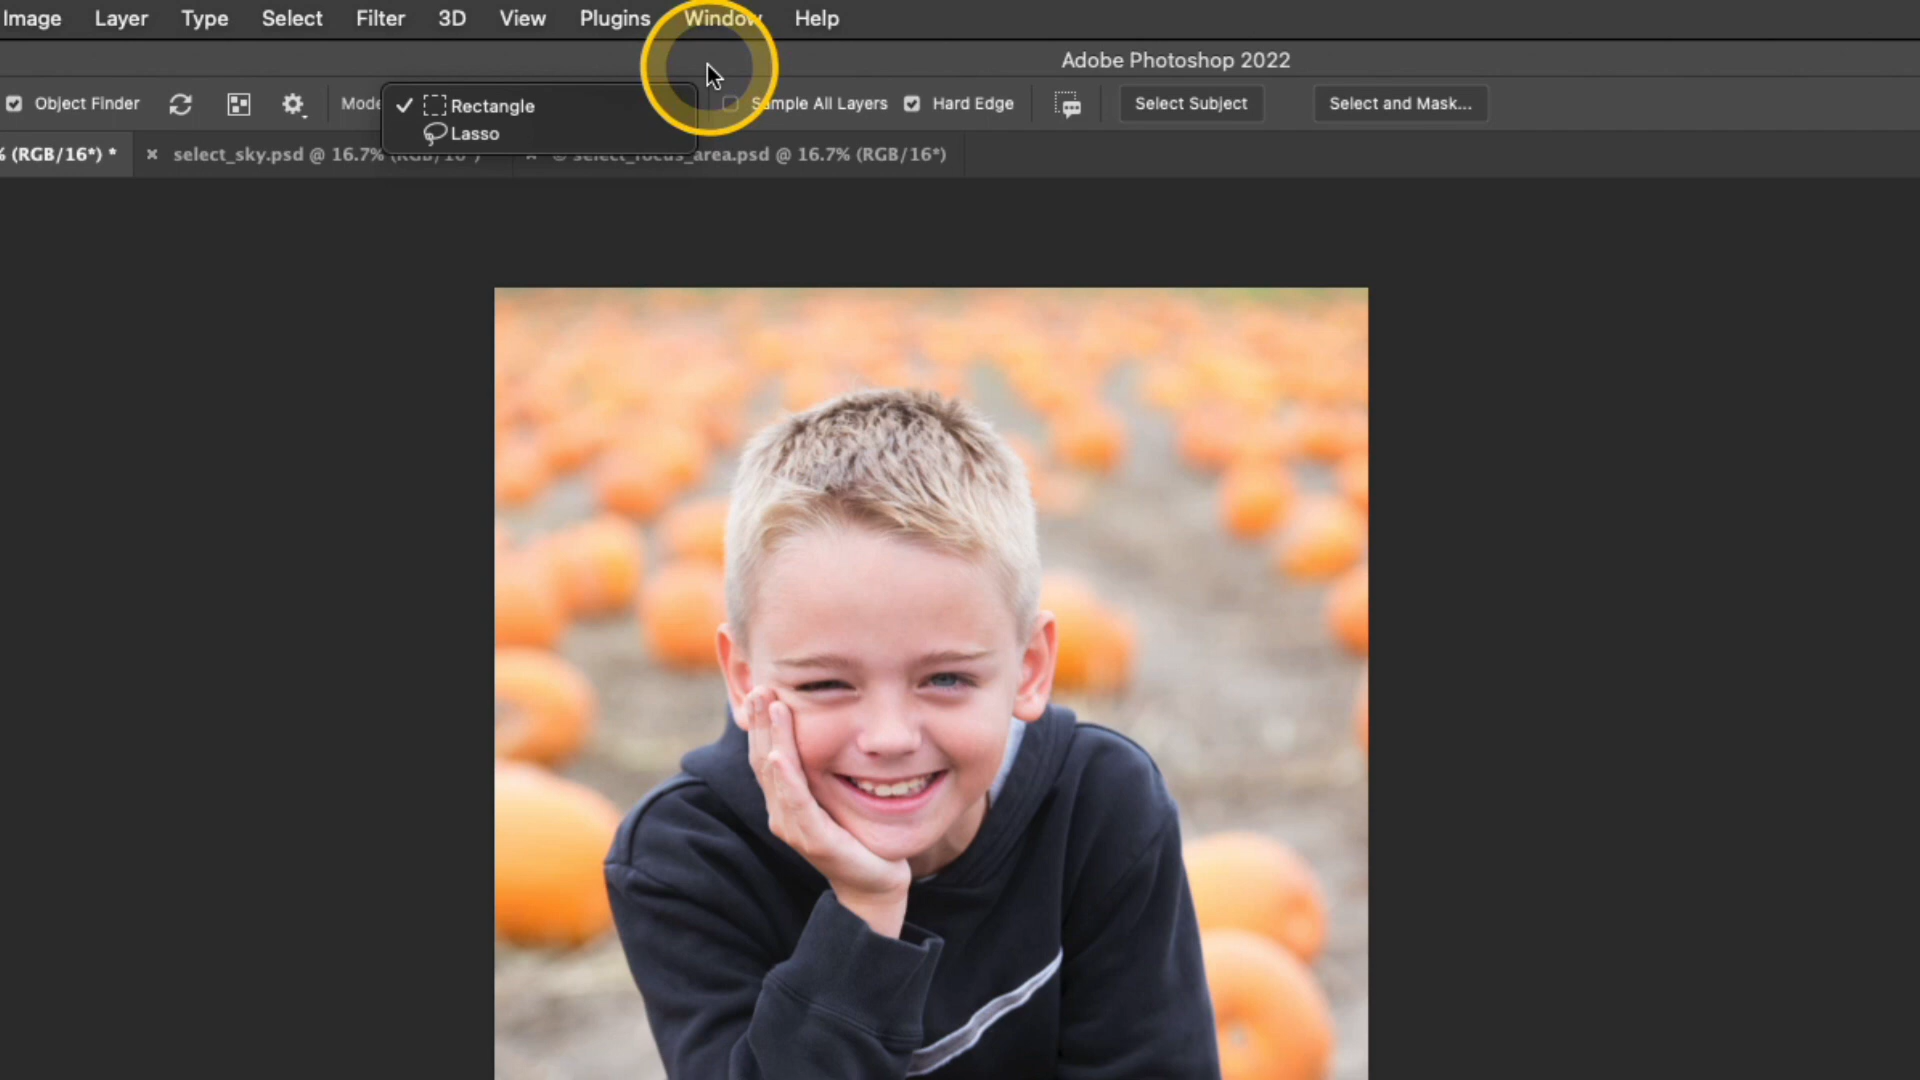 Image Layer Type Select Filter 3D View Plugins Window Help
Adobe Photoshop 2022
Object Finder Mode Rectangle Sample All Layers Hard Edge Select Subject Select and Mask...
Lasso
% (RGB/16*) * × select_sky.psd @ 16.7% (RGB/16*) × © select_focus_area.psd @ 16.7% (RGB/16*)